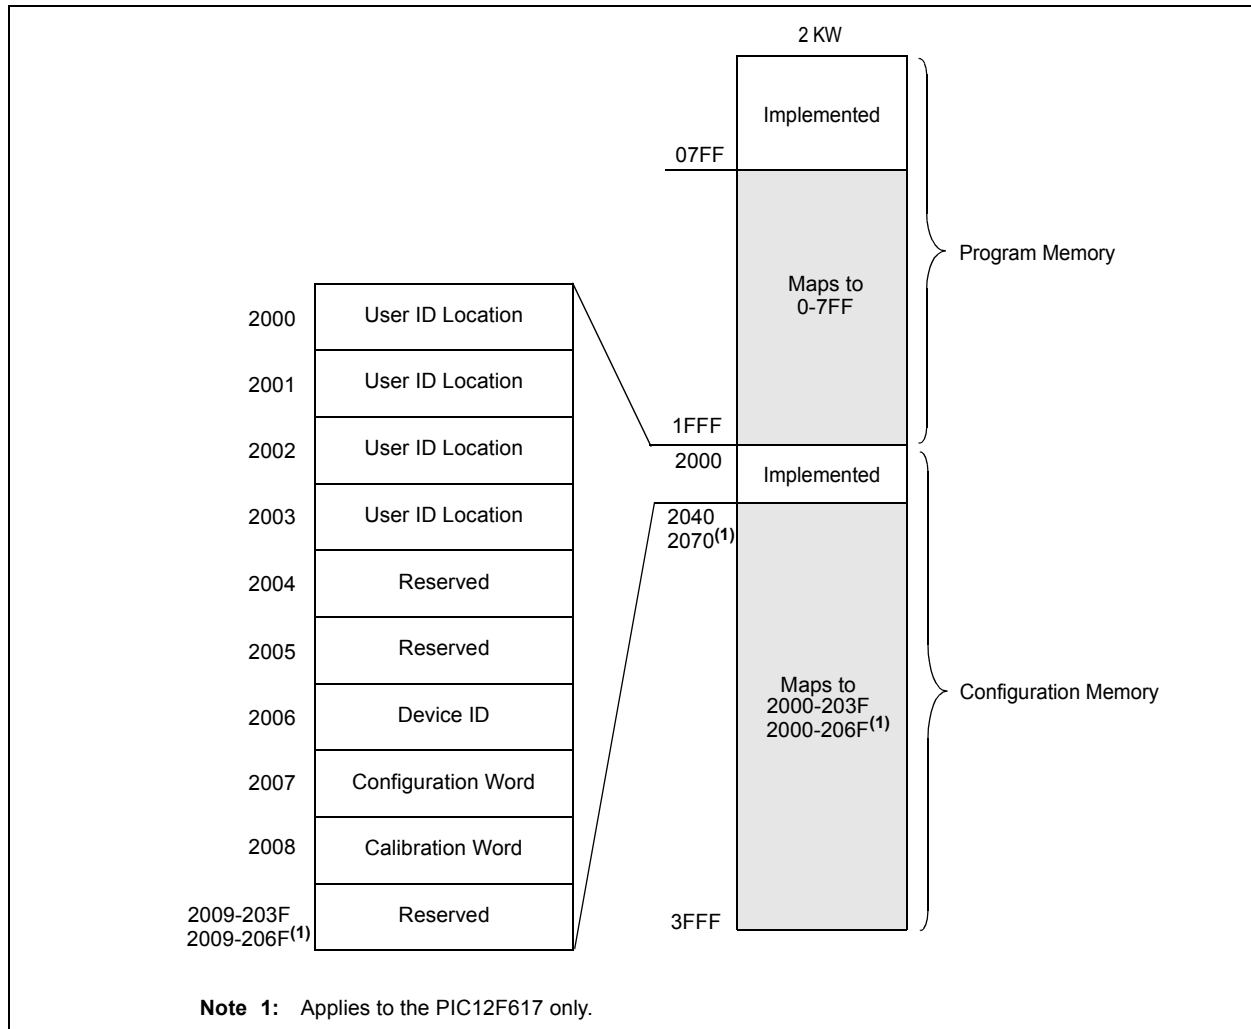 2 KW
Implemented
07FF
Maps to
0-7FF
Program Memory
1FFF
2000
Implemented
2040
2070(1)
Maps to
2000-203F
2000-206F(1)
Configuration Memory
3FFF
2000 User ID Location
2001 User ID Location
2002 User ID Location
2003 User ID Location
2004 Reserved
2005 Reserved
2006 Device ID
2007 Configuration Word
2008 Calibration Word
2009-203F
2009-206F(1)
Reserved
Note 1: Applies to the PIC12F617 only.